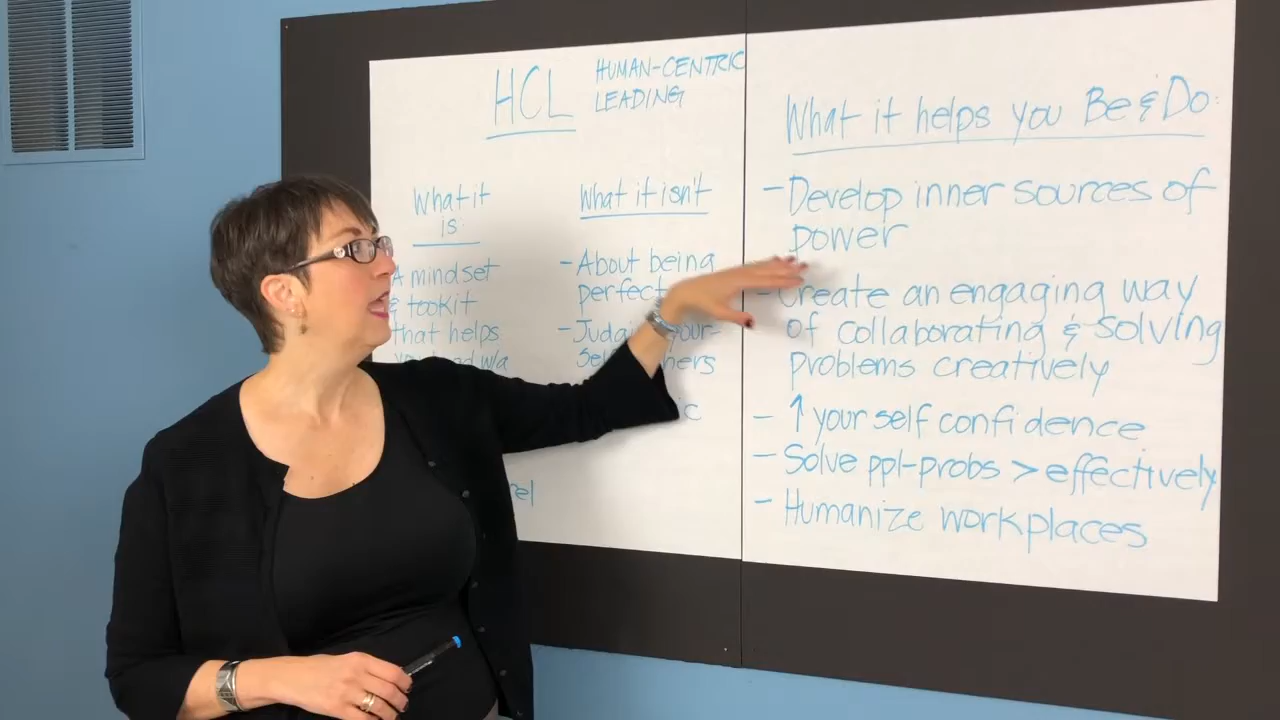 HCL
HUMAN-CENTRIC
LEADING
What it
is:
A mindset
& toolkit
that helps
w/a
What it isn't
- About being
perfect
- Judging your-
What it helps you Be & Do:
- Develop inner sources of
power
- Create an engaging way
of collaborating & solving
problems creatively
- ↑ your self confidence
- Solve ppl-probs > effectively
- Humanize workplaces